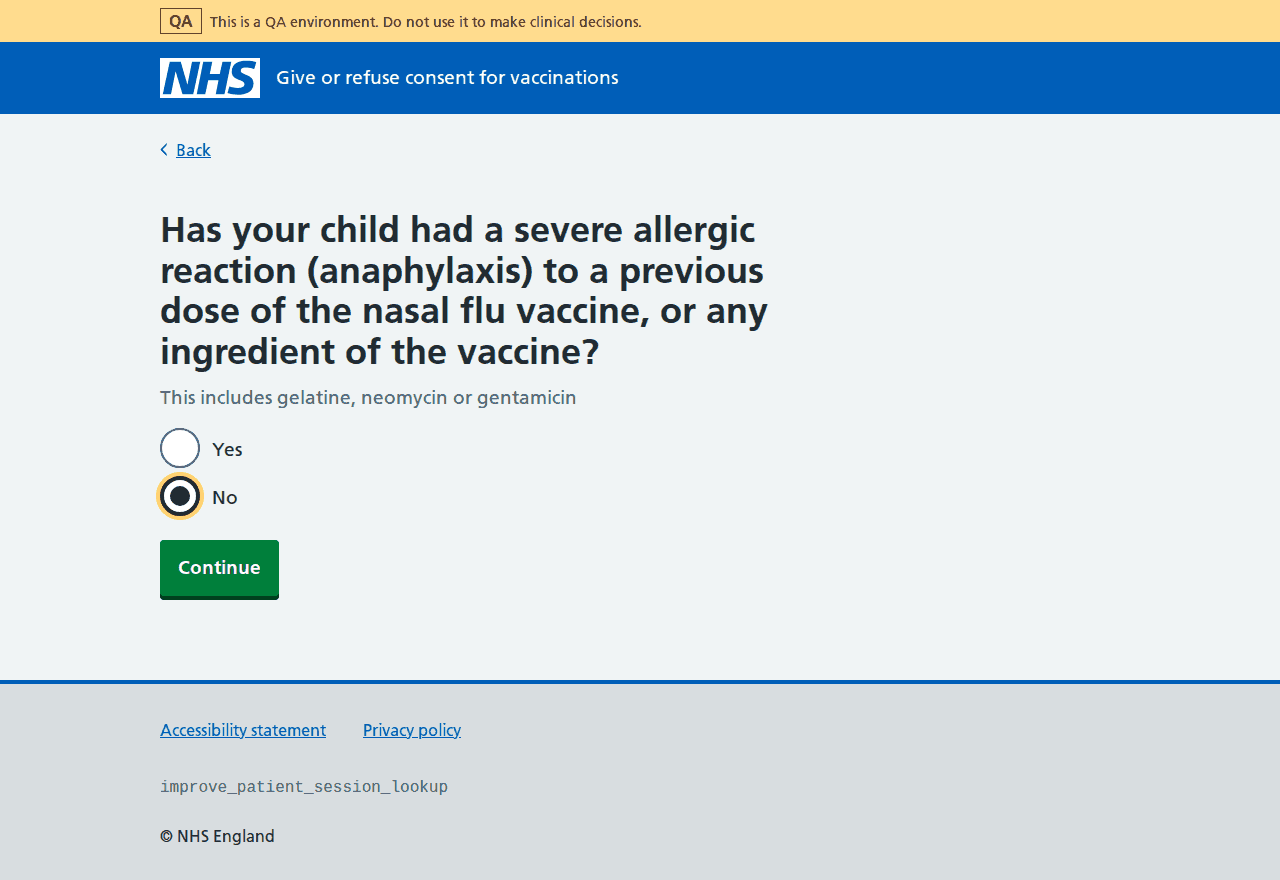 QA This is a QA environment. Do not use it to make clinical decisions.
NHS Give or refuse consent for vaccinations
Back
Has your child had a severe allergic
reaction (anaphylaxis) to a previous
dose of the nasal flu vaccine, or any
ingredient of the vaccine?
This includes gelatine, neomycin or gentamicin
Yes
No
Continue
Accessibility statement Privacy policy
improve_patient_session_lookup
© NHS England